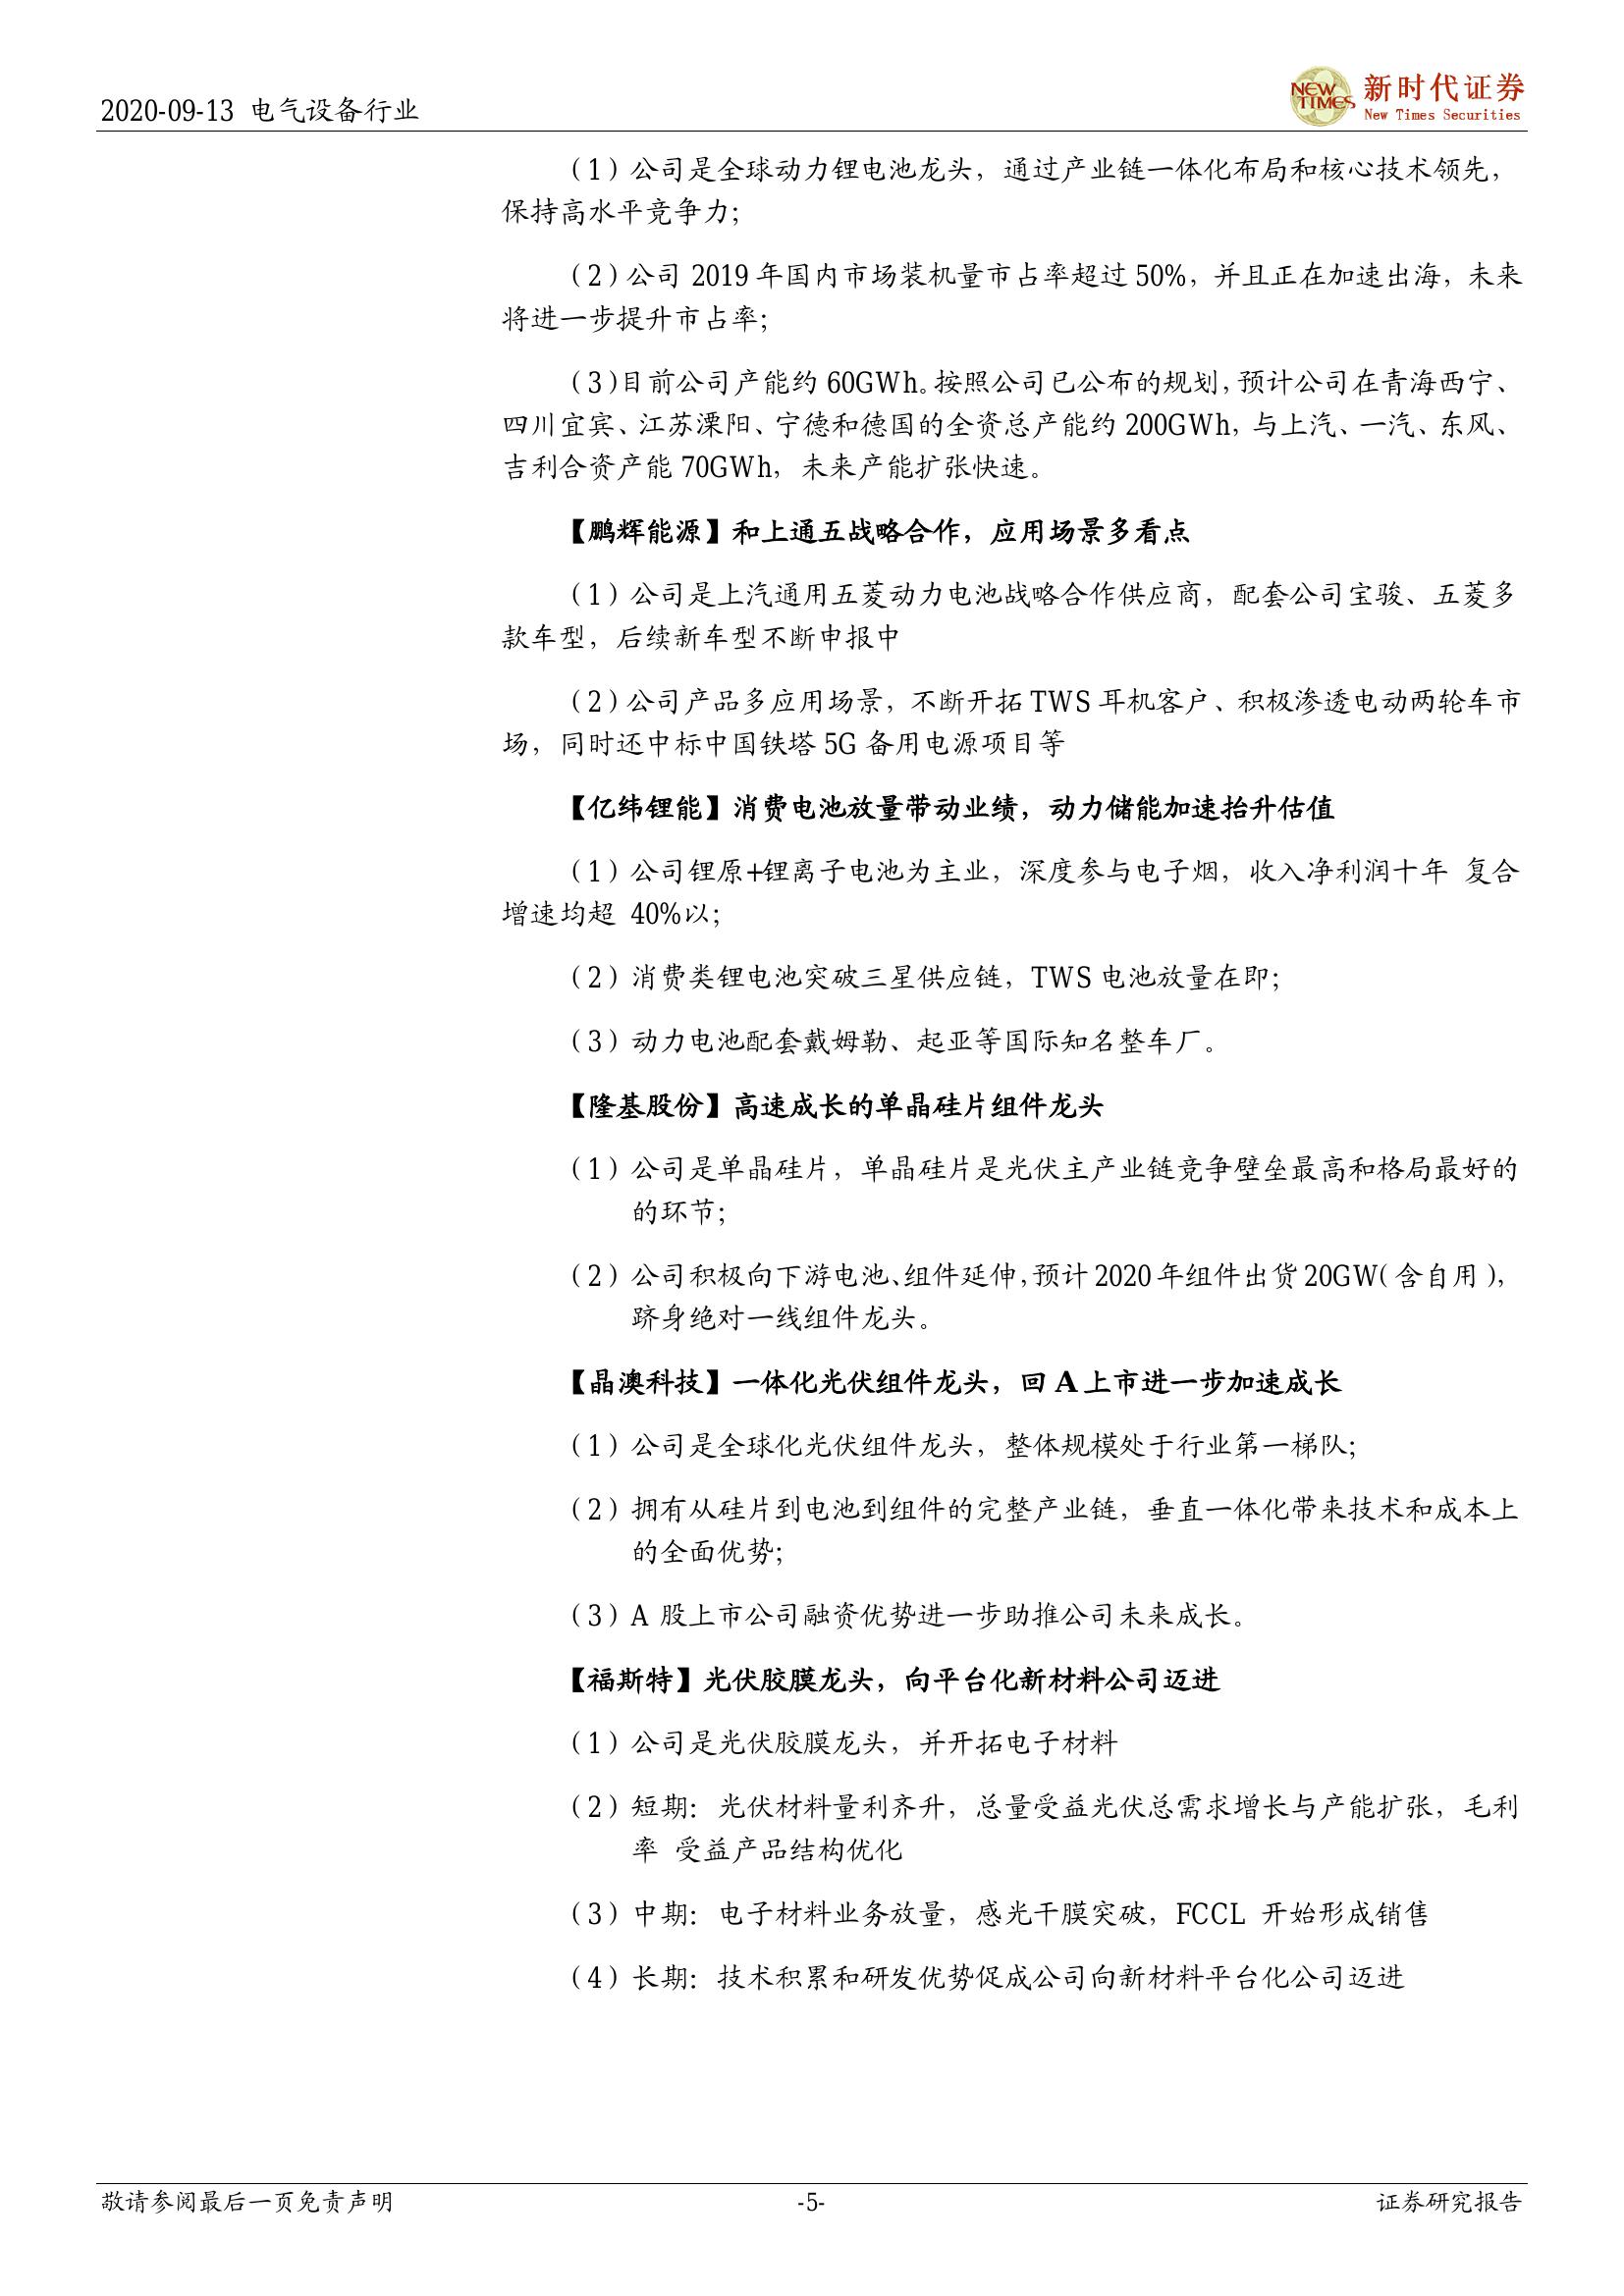 2020-09-13 电气设备行业
NEW TIMES
新时代证券
New Times Securities
（1）公司是全球动力锂电池龙头，通过产业链一体化布局和核心技术领先，
保持高水平竞争力；
（2）公司 2019 年国内市场装机量市占率超过 50%，并且正在加速出海，未来
将进一步提升市占率；
（3）目前公司产能约 60GWh。按照公司已公布的规划，预计公司在青海西宁、
四川宜宾、江苏溧阳、宁德和德国的全资总产能约 200GWh，与上汽、一汽、东风、
吉利合资产能 70GWh，未来产能扩张快速。
【鹏辉能源】和上通五战略合作，应用场景多看点
（1）公司是上汽通用五菱动力电池战略合作供应商，配套公司宝骏、五菱多
款车型，后续新车型不断申报中
（2）公司产品多应用场景，不断开拓 TWS 耳机客户、积极渗透电动两轮车市
场，同时还中标中国铁塔 5G 备用电源项目等
【亿纬锂能】消费电池放量带动业绩，动力储能加速抬升估值
（1）公司锂原+锂离子电池为主业，深度参与电子烟，收入净利润十年 复合
增速均超 40%以；
（2）消费类锂电池突破三星供应链，TWS 电池放量在即；
（3）动力电池配套戴姆勒、起亚等国际知名整车厂。
【隆基股份】高速成长的单晶硅片组件龙头
（1）公司是单晶硅片，单晶硅片是光伏主产业链竞争壁垒最高和格局最好的
的环节；
（2）公司积极向下游电池、组件延伸，预计 2020 年组件出货 20GW（含自用），
跻身绝对一线组件龙头。
【晶澳科技】一体化光伏组件龙头，回 A 上市进一步加速成长
（1）公司是全球化光伏组件龙头，整体规模处于行业第一梯队；
（2）拥有从硅片到电池到组件的完整产业链，垂直一体化带来技术和成本上
的全面优势；
（3）A 股上市公司融资优势进一步助推公司未来成长。
【福斯特】光伏胶膜龙头，向平台化新材料公司迈进
（1）公司是光伏胶膜龙头，并开拓电子材料
（2）短期：光伏材料量利齐升，总量受益光伏总需求增长与产能扩张，毛利
率 受益产品结构优化
（3）中期：电子材料业务放量，感光干膜突破，FCCL 开始形成销售
（4）长期：技术积累和研发优势促成公司向新材料平台化公司迈进
敬请参阅最后一页免责声明
-5-
证券研究报告